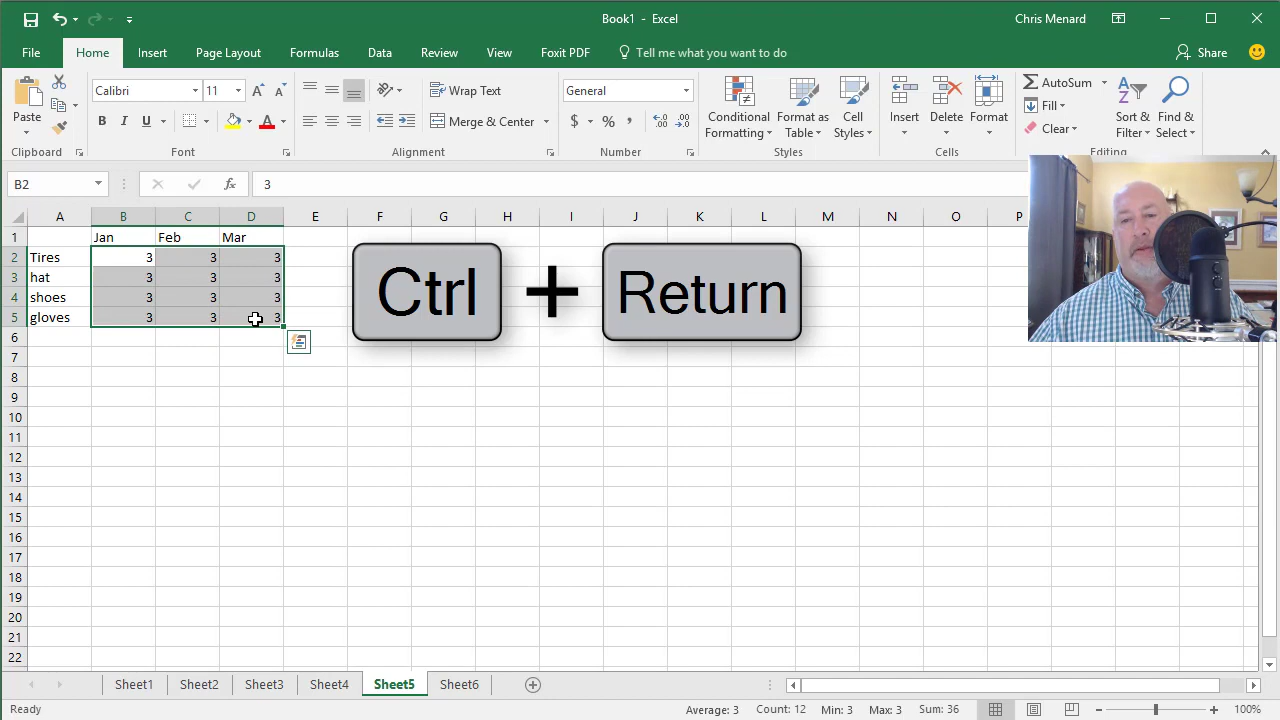 Book1 - Excel
Chris Menard
File Home Insert Page Layout Formulas Data Review View Foxit PDF Tell me what you want to do Share
Calibri 11 Wrap Text General AutoSum
Paste B I U Merge & Center $ % , Conditional Formatting Format as Table Cell Styles Insert Delete Format Fill Clear Sort & Filter Find & Select
Clipboard Font Alignment Number Styles Cells Editing
B2 fx 3
A B C D E F G H I J K L M N O P
1 Jan Feb Mar
2 Tires 3 3 3
3 hat 3 3 3
4 shoes 3 3 3
5 gloves 3 3 3
6
7
8
9
10
11
12
13
14
15
16
17
18
19
20
21
22
Ctrl + Return
Sheet1 Sheet2 Sheet3 Sheet4 Sheet5 Sheet6
Ready Average: 3 Count: 12 Min: 3 Max: 3 Sum: 36 100%